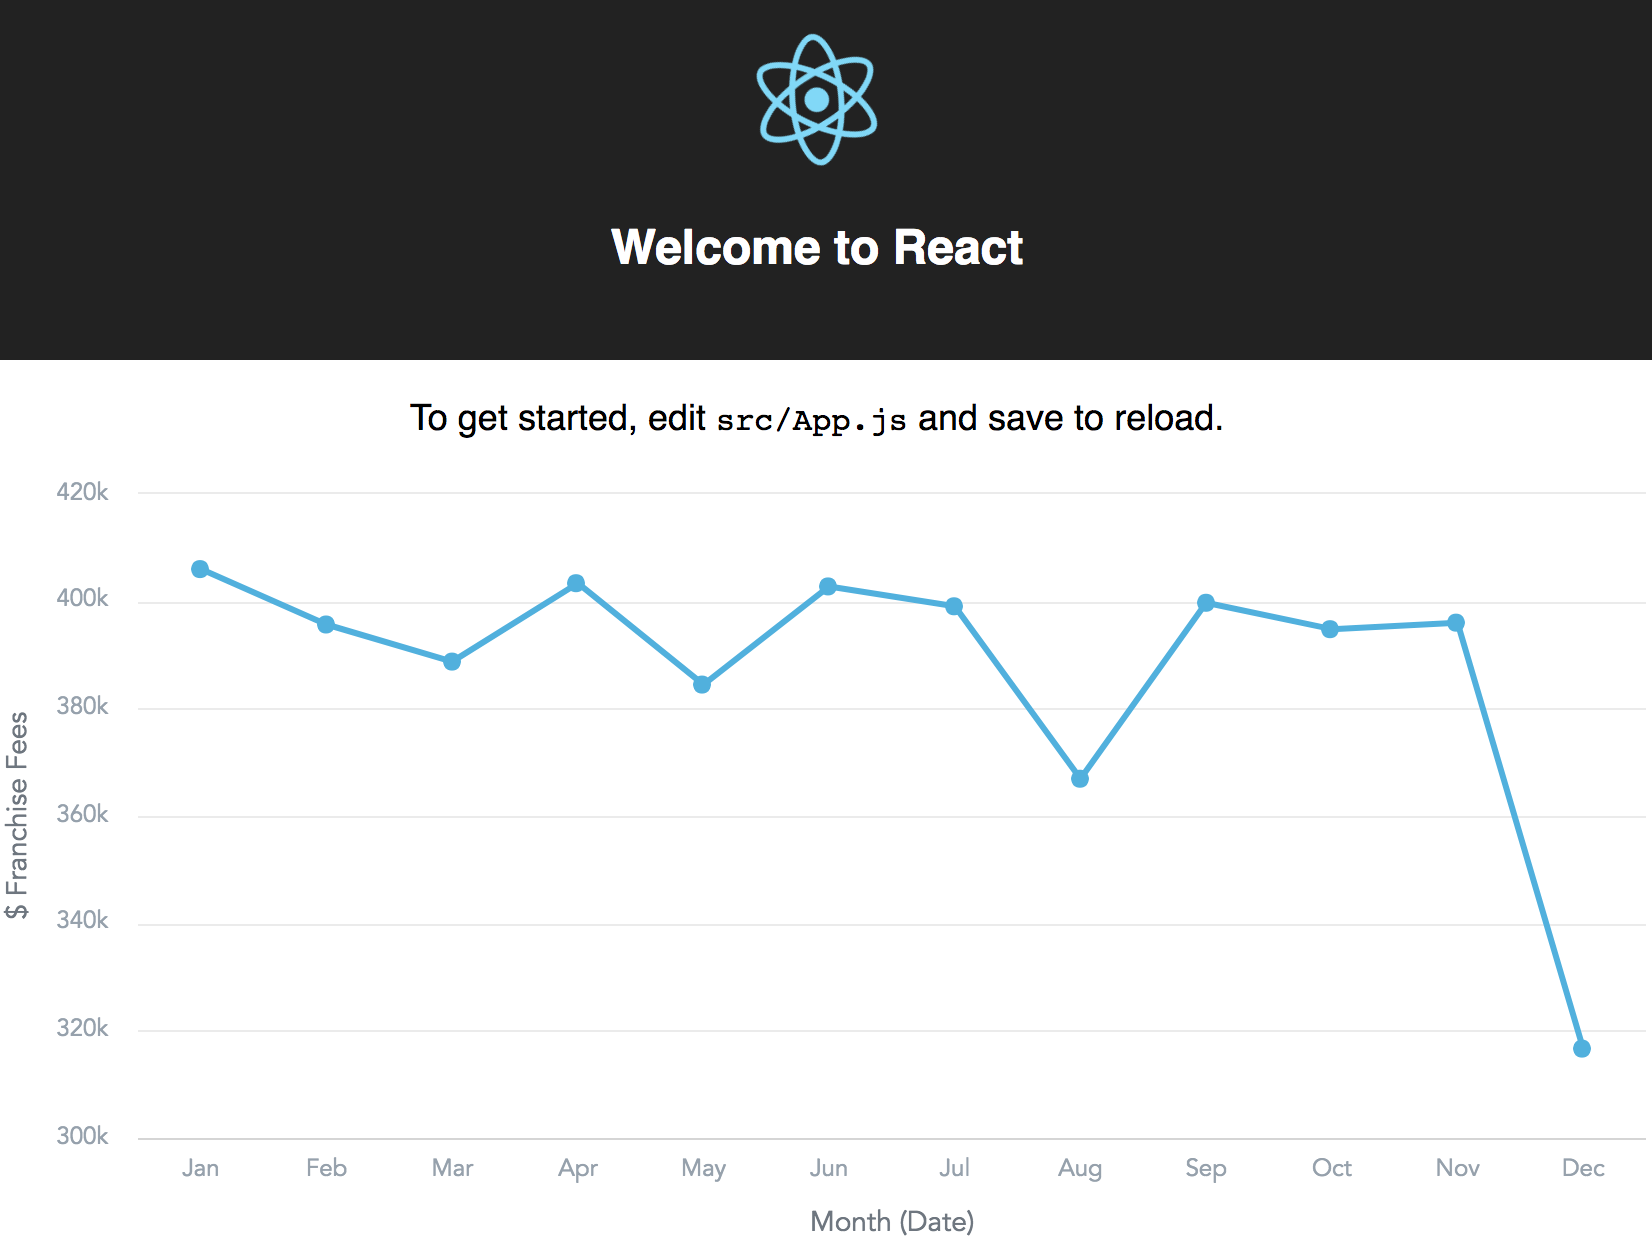 Welcome to React
To get started, edit src/App.js and save to reload.
420k
400k
380k
360k
340k
320k
300k
$ Franchise Fees
Jan Feb Mar Apr May Jun Jul Aug Sep Oct Nov Dec
Month (Date)